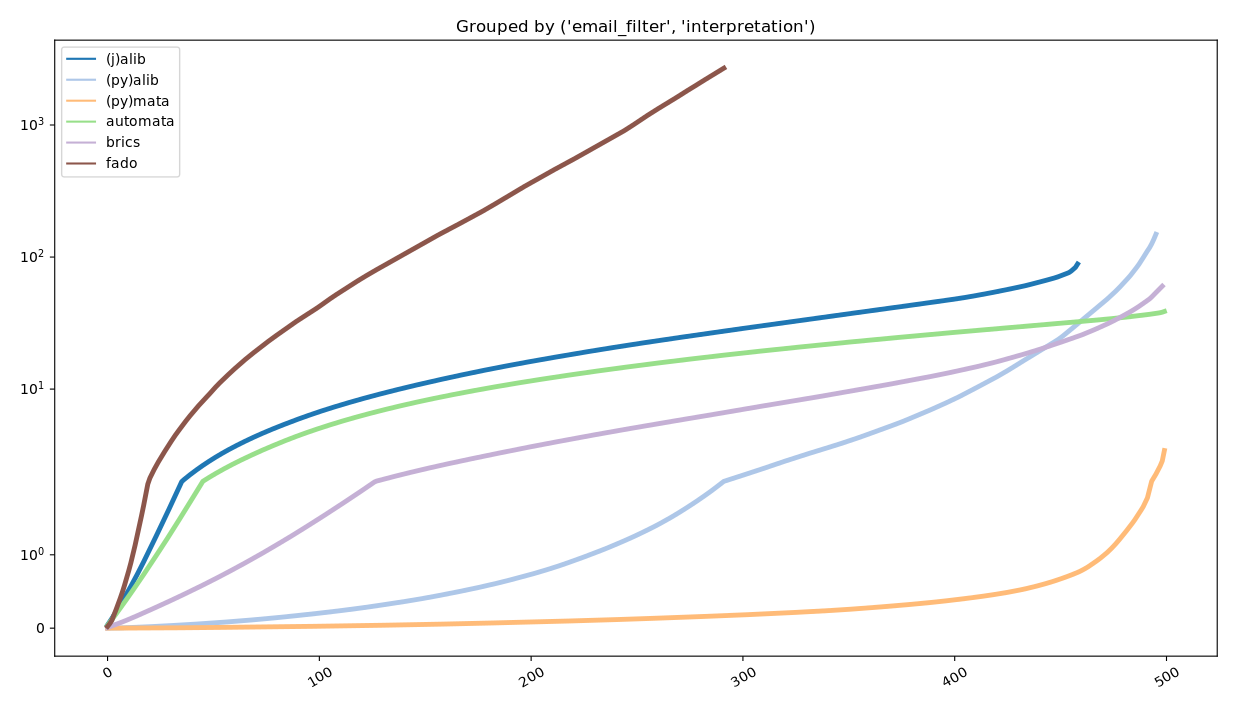 Grouped by ('email_filter', 'interpretation')
(j)alib
(py)alib
(py)mata
automata
brics
fado
10³
10²
10¹
10⁰
0
0
100
200
300
400
500